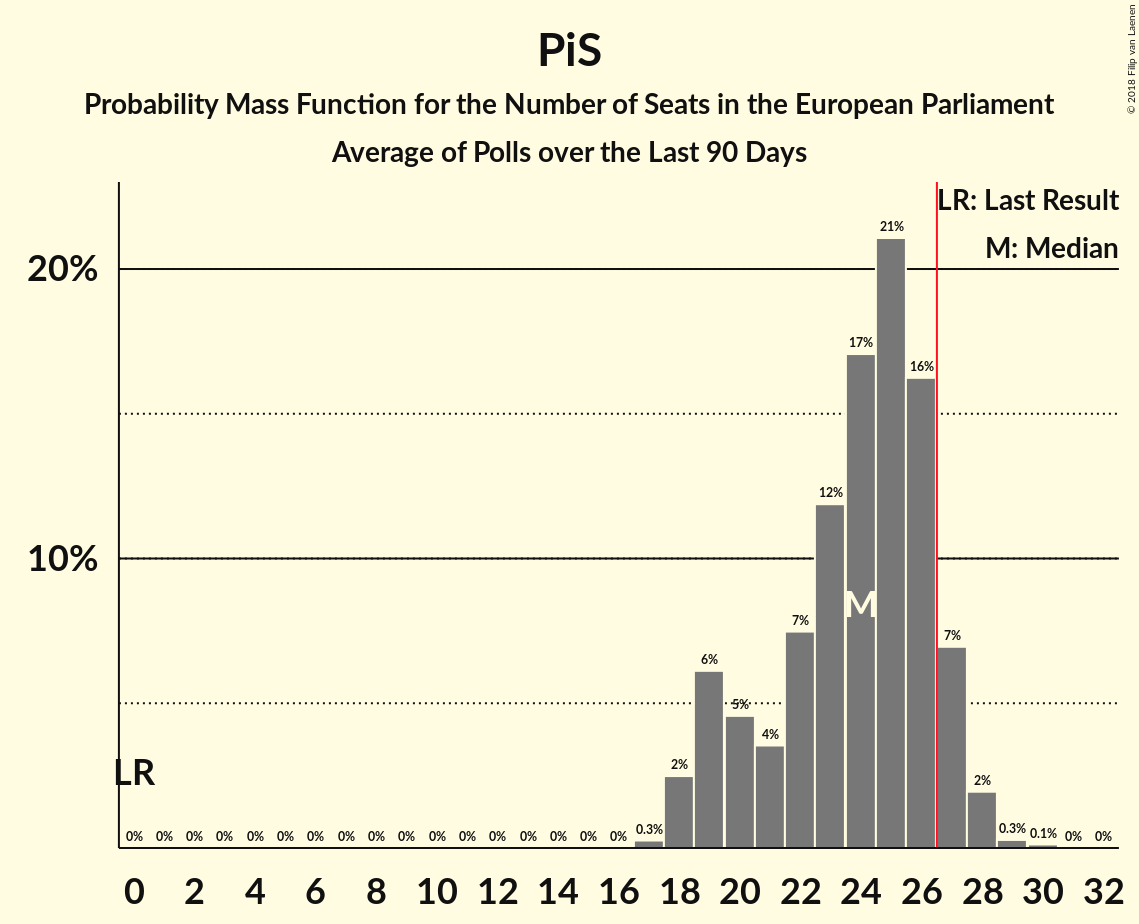 PiS
Probability Mass Function for the Number of Seats in the European Parliament
Average of Polls over the Last 90 Days
© 2018 Filip van Laenen
LR: Last Result
M: Median
20%
10%
21%
17%
16%
12%
7%
7%
6%
5%
4%
2%
2%
M
LR
0% 0% 0% 0% 0% 0% 0% 0% 0% 0% 0% 0% 0% 0% 0% 0% 0% 0.3% 0.3% 0.1% 0% 0%
0 2 4 6 8 10 12 14 16 18 20 22 24 26 28 30 32